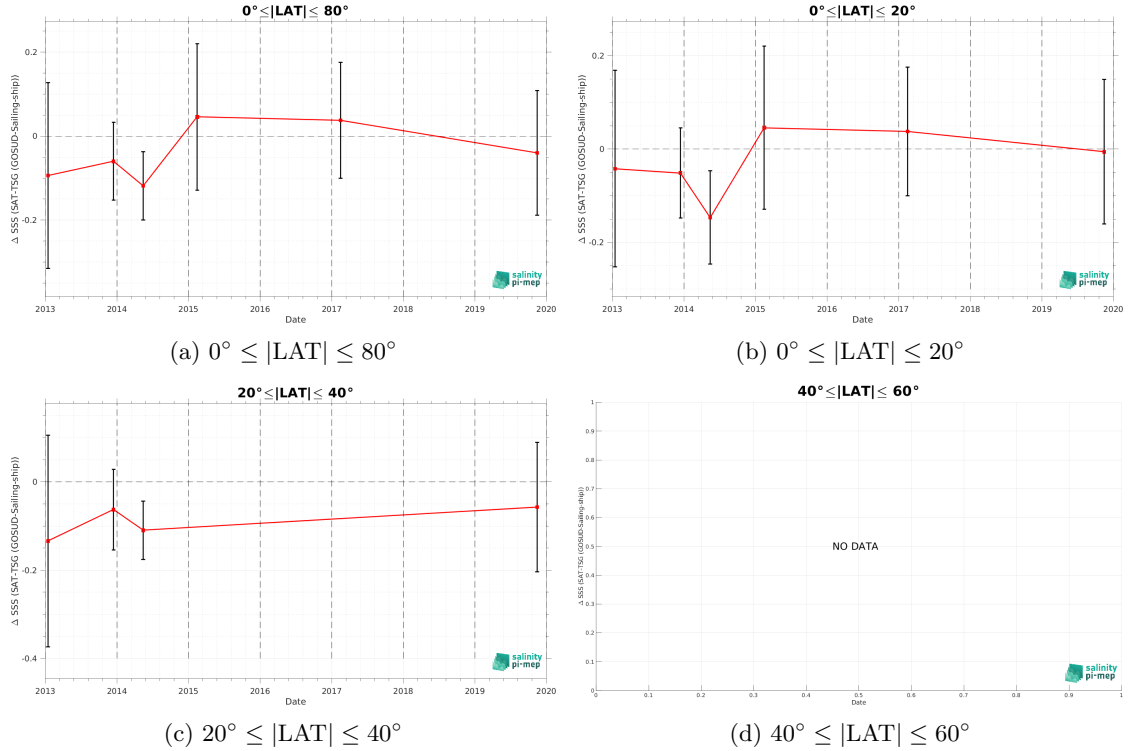 0°≤|LAT|≤ 80°
Δ SSS (SAT-TSG (GOSUD-Sailing-ship))
0.2
0
-0.2
2013 2014 2015 2016 2017 2018 2019 2020
Date
salinity
pi-mep
(a) 0° ≤ |LAT| ≤ 80°
0°≤|LAT|≤ 20°
Δ SSS (SAT-TSG (GOSUD-Sailing-ship))
0.2
0
-0.2
2013 2014 2015 2016 2017 2018 2019 2020
Date
salinity
pi-mep
(b) 0° ≤ |LAT| ≤ 20°
20°≤|LAT|≤ 40°
Δ SSS (SAT-TSG (GOSUD-Sailing-ship))
0
-0.2
-0.4
2013 2014 2015 2016 2017 2018 2019 2020
Date
salinity
pi-mep
(c) 20° ≤ |LAT| ≤ 40°
40°≤|LAT|≤ 60°
Δ SSS (SAT-TSG (GOSUD-Sailing-ship))
1
0.9
0.8
0.7
0.6
0.5
0.4
0.3
0.2
0.1
0
NO DATA
0 0.1 0.2 0.3 0.4 0.5 0.6 0.7 0.8 0.9 1
Date
salinity
pi-mep
(d) 40° ≤ |LAT| ≤ 60°